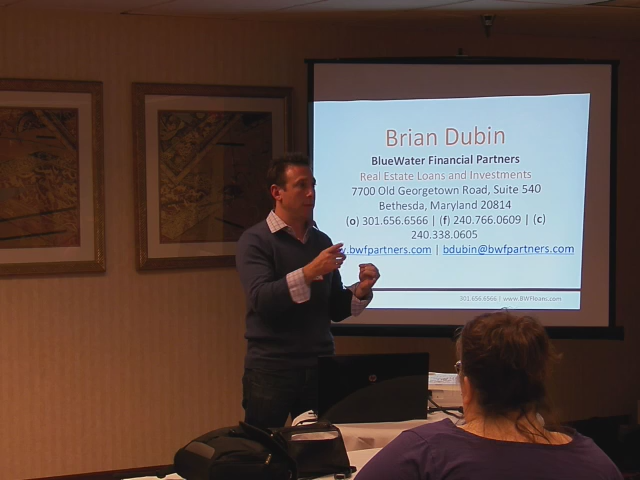 Brian Dubin
BlueWater Financial Partners
Real Estate Loans and Investments
7700 Old Georgetown Road, Suite 540
Bethesda, Maryland 20814
(o) 301.656.6566 | (f) 240.766.0609 | (c)
240.338.0605
.bwfpartners.com | bdubin@bwfpartners.com
301.656.6566 | www.BWFloans.com